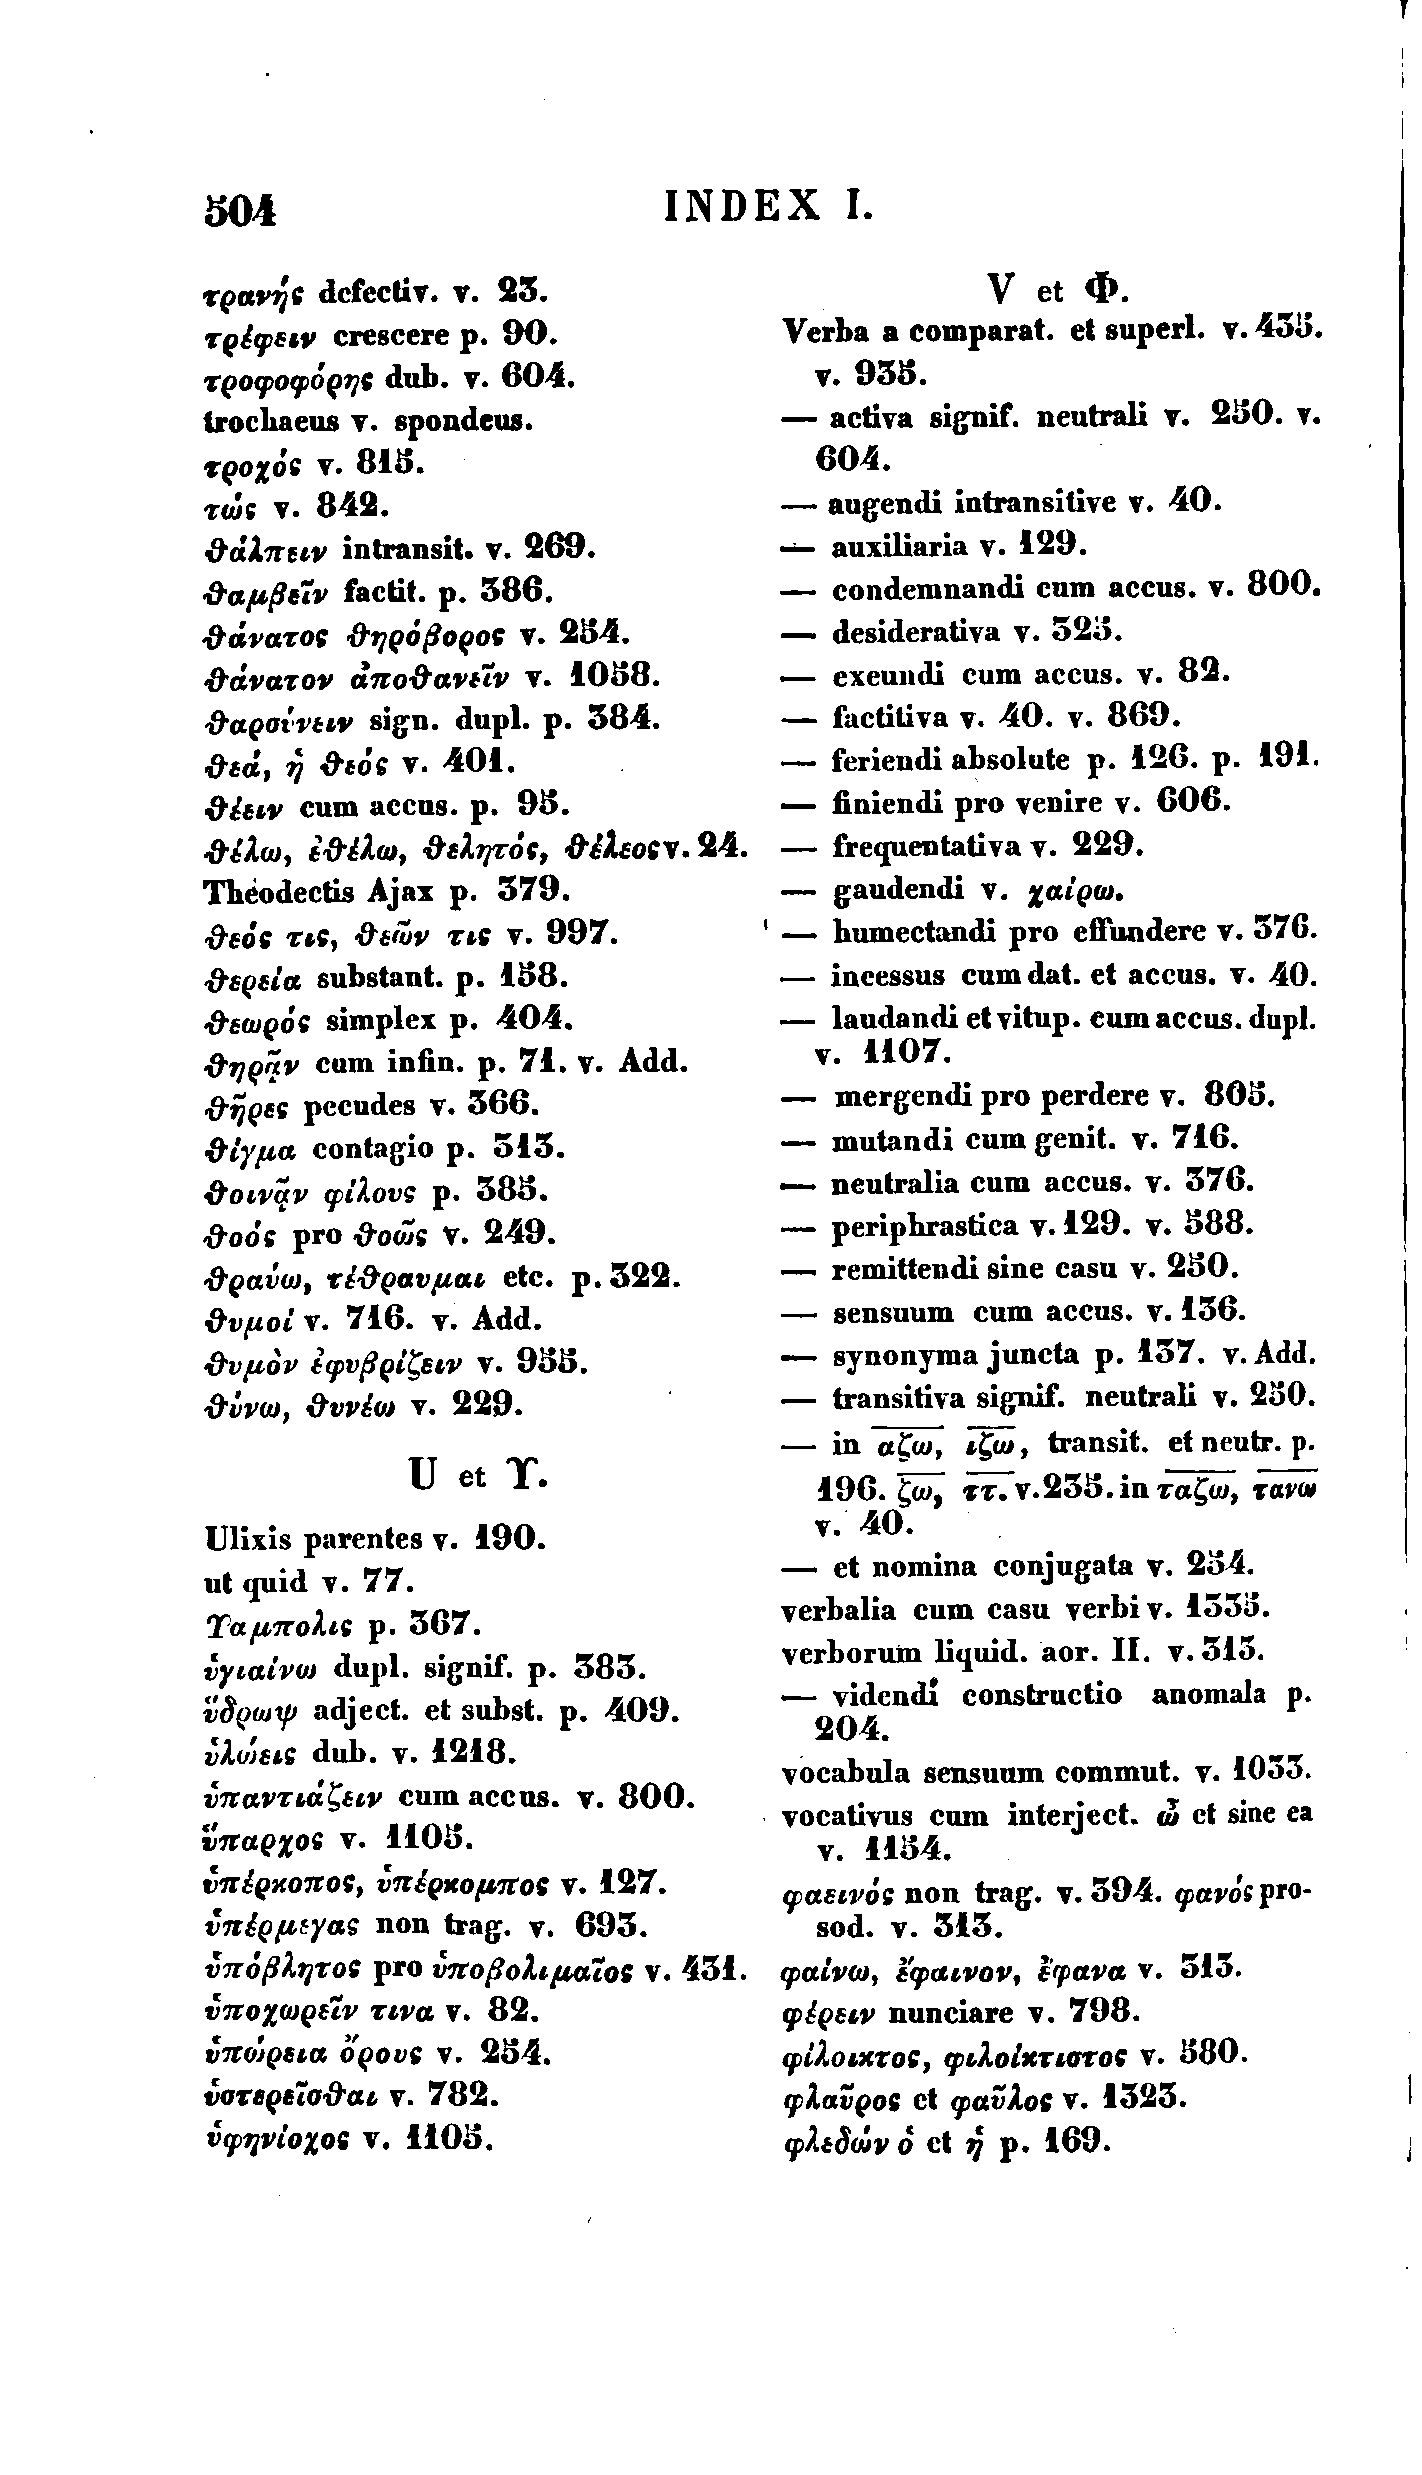 504
INDEX I.
τρανής defectiv. v. 23.
τρέφειν crescere p. 90.
τροφοφόρης dub. v. 604.
trochaeus v. spondeus.
τροχός v. 815.
τώς v. 842.
θάλπειν intransit. v. 269.
θαμβεῖν factit. p. 386.
θάνατος θηρόβορος v. 254.
θάνατον ἀποθανεῖν v. 1058.
θαρσύνειν sign. dupl. p. 384.
θεά, ἡ θεός v. 401.
θέειν cum accus. p. 95.
θέλω, ἐθέλω, θελητός, θέλεος v. 24.
Theodectis Ajax p. 379.
θεός τις, θεῶν τις v. 997.
θερεία substant. p. 158.
θεωρός simplex p. 404.
θηρᾷν cum infin. p. 71. v. Add.
θῆρες pecudes v. 366.
θίγμα contagio p. 313.
θοινᾷν φίλους p. 385.
θοός pro θοῶς v. 249.
θραύω, τέθραυμαι etc. p. 322.
θυμοί v. 716. v. Add.
θυμὸν ἐφυβρίζειν v. 955.
θύνω, θυνέω v. 229.
U et Υ.
Ulixis parentes v. 190.
ut quid v. 77.
Υαμπολις p. 367.
ὑγιαίνω dupl. signif. p. 383.
ὕδρωψ adject. et subst. p. 409.
ὑλώεις dub. v. 1218.
ὑπαντιάζειν cum accus. v. 800.
ὕπαρχος v. 1105.
ὑπέρκοπος, ὑπέρκομπος v. 127.
ὑπέρμεγας non trag. v. 693.
ὑπόβλητος pro ὑποβολιμαῖος v. 431.
ὑποχωρεῖν τινα v. 82.
ὑπώρεια ὄρους v. 254.
ὑστερεῖσθαι v. 782.
ὑφηνίοχος v. 1105.
V et Φ.
Verba a comparat. et superl. v. 435.
v. 935.
— activa signif. neutrali v. 250. v.
604.
— augendi intransitive v. 40.
— auxiliaria v. 129.
— condemnandi cum accus. v. 800.
— desiderativa v. 325.
— exeundi cum accus. v. 82.
— factitiva v. 40. v. 869.
— feriendi absolute p. 126. p. 191.
— finiendi pro venire v. 606.
— frequentativa v. 229.
— gaudendi v. χαίρω.
— humectandi pro effundere v. 376.
— incessus cum dat. et accus. v. 40.
— laudandi et vitup. cum accus. dupl.
v. 1107.
— mergendi pro perdere v. 805.
— mutandi cum genit. v. 716.
— neutralia cum accus. v. 376.
— periphrastica v. 129. v. 588.
— remittendi sine casu v. 250.
— sensuum cum accus. v. 136.
— synonyma juncta p. 137. v. Add.
— transitiva signif. neutrali v. 250.
— in αζω, ιζω, transit. et neutr. p.
196. ζω, ττ. v. 235. in ταζω, τανω
v. 40.
— et nomina conjugata v. 254.
verbalia cum casu verbi v. 1335.
verborum liquid. aor. II. v. 313.
— videndi constructio anomala p.
204.
vocabula sensuum commut. v. 1033.
vocativus cum interject. ὦ et sine ea
v. 1154.
φαεινός non trag. v. 394. φανός pro-
sod. v. 313.
φαίνω, ἔφαινον, ἔφανα v. 313.
φέρειν nunciare v. 798.
φίλοικτος, φιλοίκτιστος v. 580.
φλαῦρος et φαῦλος v. 1323.
φλεδών ὁ et ἡ p. 169.